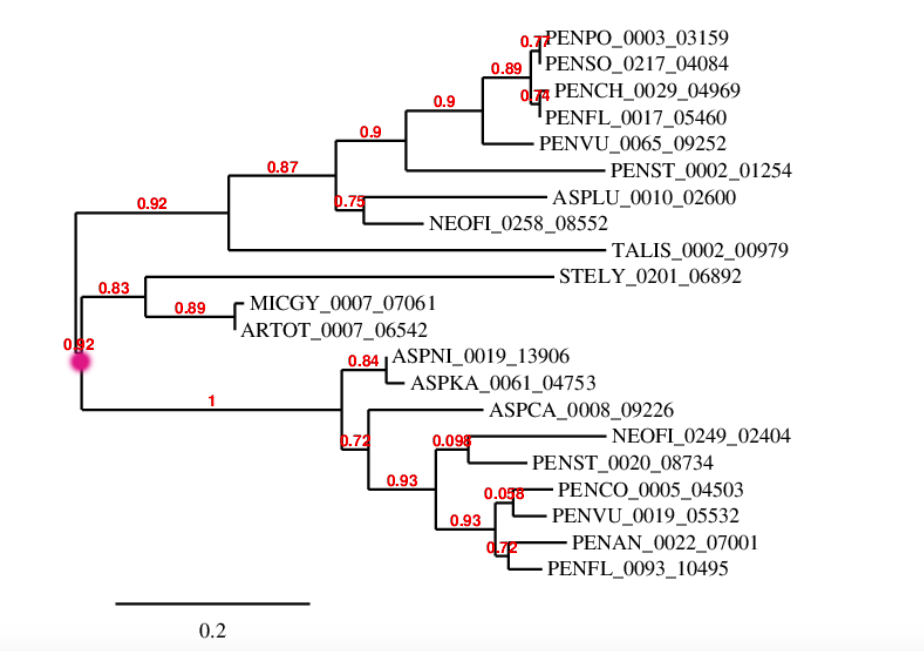 0.77 PENPO_0003_03159
PENSO_0217_04084
0.89
0.74 PENCH_0029_04969
0.9
PENFL_0017_05460
0.9
PENVU_0065_09252
0.87
PENST_0002_01254
0.75 ASPLU_0010_02600
0.92
NEOFI_0258_08552
TALIS_0002_00979
STELY_0201_06892
0.83
0.89 MICGY_0007_07061
ARTOT_0007_06542
0.92
0.84 ASPNI_0019_13906
ASPKA_0061_04753
1
ASPCA_0008_09226
0.72 0.098 NEOFI_0249_02404
PENST_0020_08734
0.93
0.058 PENCO_0005_04503
0.93 PENVU_0019_05532
0.72 PENAN_0022_07001
PENFL_0093_10495
0.2